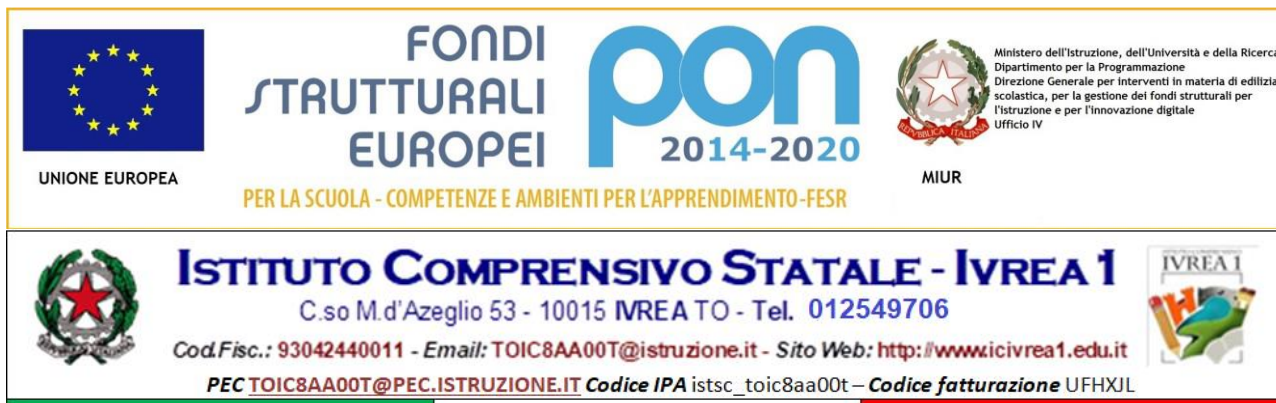 FONDI
STRUTTURALI
EUROPEI
pon
2014-2020
PER LA SCUOLA - COMPETENZE E AMBIENTI PER L'APPRENDIMENTO-FESR
UNIONE EUROPEA
Ministero dell'Istruzione, dell'Università e della Ricerca
Dipartimento per la Programmazione
Direzione Generale per interventi in materia di edilizia
scolastica, per la gestione dei fondi strutturali per
l'istruzione e per l'innovazione digitale
Ufficio IV
MIUR
REPVBBLICA ITALIANA
ISTITUTO COMPRENSIVO STATALE - IVREA 1
C.so M.d'Azeglio 53 - 10015 IVREA TO - Tel. 012549706
Cod.Fisc.: 93042440011 - Email: TOIC8AA00T@istruzione.it - Sito Web: http://www.icivrea1.edu.it
PEC TOIC8AA00T@PEC.ISTRUZIONE.IT Codice IPA istsc_toic8aa00t – Codice fatturazione UFHXJL
IVREA 1